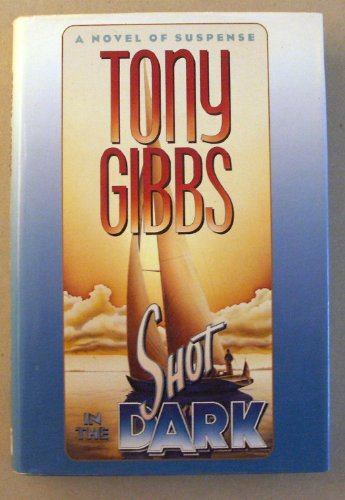 A NOVEL OF SUSPENSE
TONY
GIBBS
SHOT
IN THE
DARK